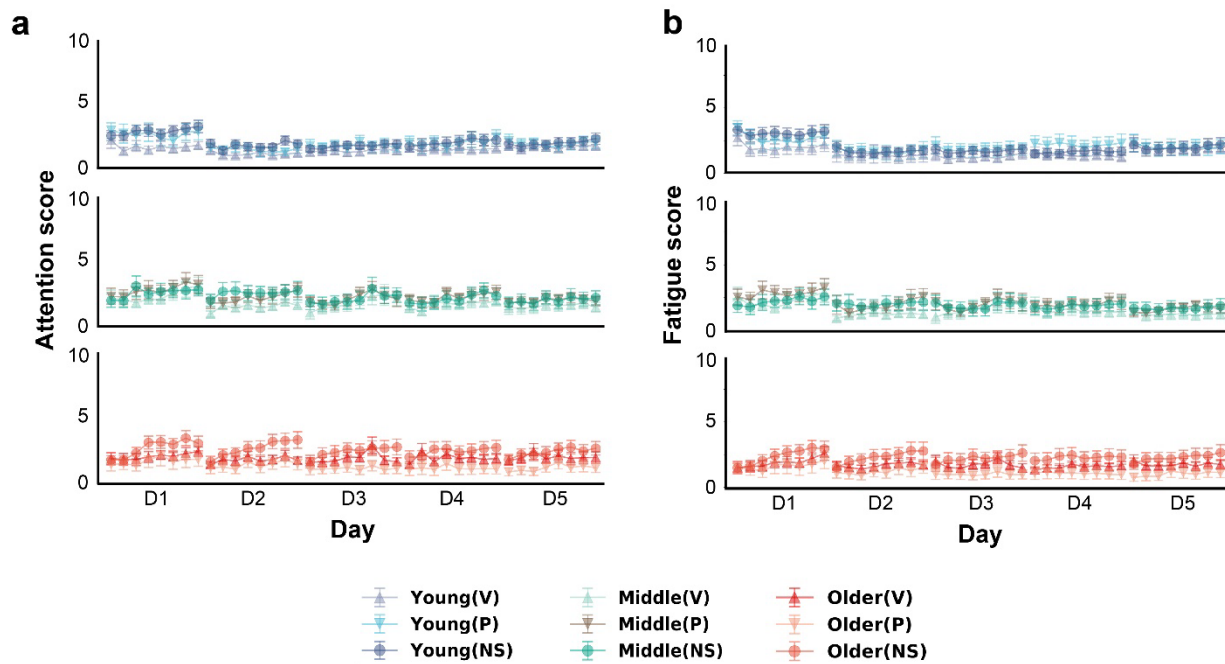 a
b
10
5
0
10
5
0
10
5
0
Attention score
D1 D2 D3 D4 D5
Day
10
5
0
10
5
0
10
5
0
Fatigue score
D1 D2 D3 D4 D5
Day
Young(V) Middle(V) Older(V)
Young(P) Middle(P) Older(P)
Young(NS) Middle(NS) Older(NS)